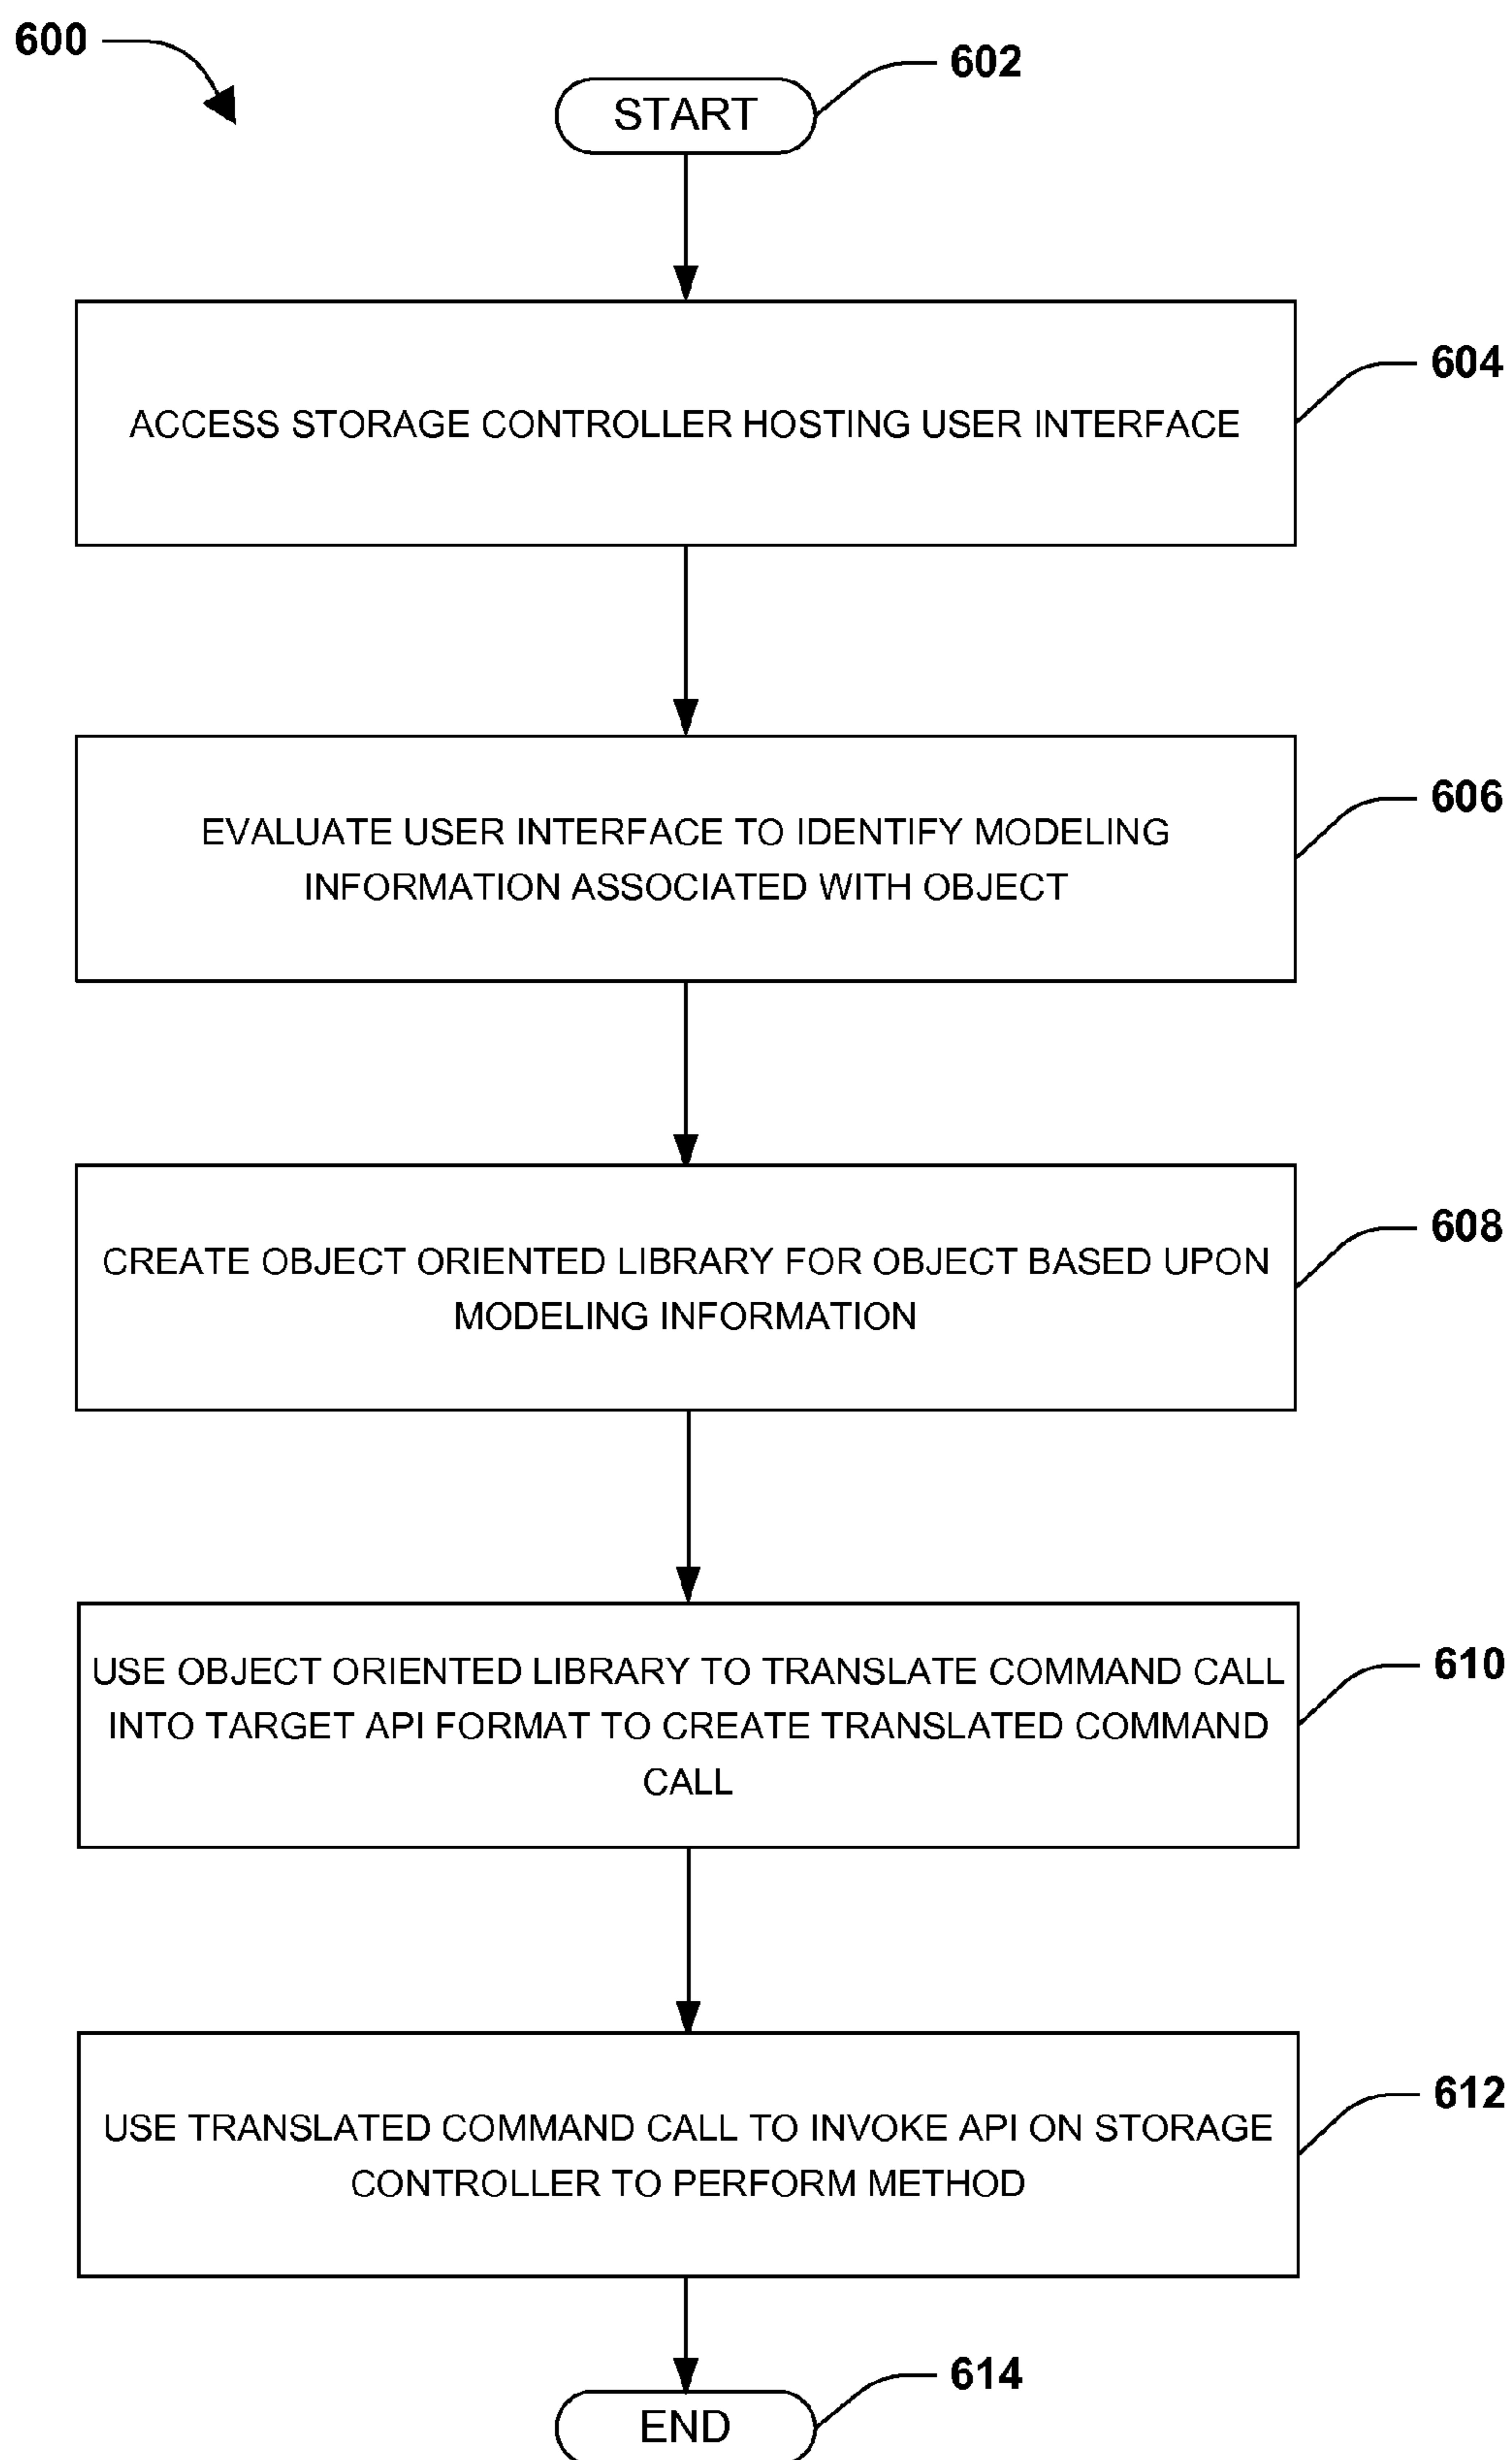 600
602
START
604
ACCESS STORAGE CONTROLLER HOSTING USER INTERFACE
606
EVALUATE USER INTERFACE TO IDENTIFY MODELING
INFORMATION ASSOCIATED WITH OBJECT
608
CREATE OBJECT ORIENTED LIBRARY FOR OBJECT BASED UPON
MODELING INFORMATION
610
USE OBJECT ORIENTED LIBRARY TO TRANSLATE COMMAND CALL
INTO TARGET API FORMAT TO CREATE TRANSLATED COMMAND
CALL
612
USE TRANSLATED COMMAND CALL TO INVOKE API ON STORAGE
CONTROLLER TO PERFORM METHOD
614
END